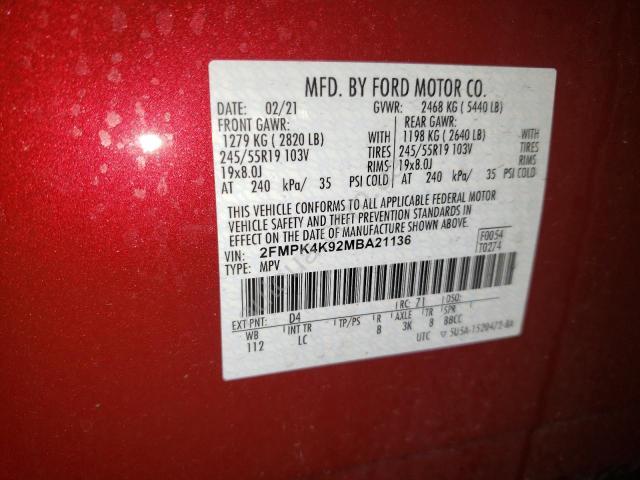 MFD. BY FORD MOTOR CO.
DATE: 02/21 GVWR: 2468 KG ( 5440 LB)
FRONT GAWR: REAR GAWR:
1279 KG ( 2820 LB) WITH 1198 KG ( 2640 LB) WITH
245/55R19 103V TIRES 245/55R19 103V TIRES
19x8.0J RIMS 19x8.0J RIMS
AT 240 kPa/ 35 PSI COLD AT 240 kPa/ 35 PSI COLD
THIS VEHICLE CONFORMS TO ALL APPLICABLE FEDERAL MOTOR
VEHICLE SAFETY AND THEFT PREVENTION STANDARDS IN
EFFECT ON THE DATE OF MANUFACTURE SHOWN ABOVE.
VIN: 2FMPK4K92MBA21136 F0054
TYPE: MPV T0274
EXT PNT: D4 RC: 71 DSO:
WB INT TR TP/PS R AXLE TR SPR
112 LC 8 3K 8 BBCC
UTC ▽ 5U5A-1520472-BA